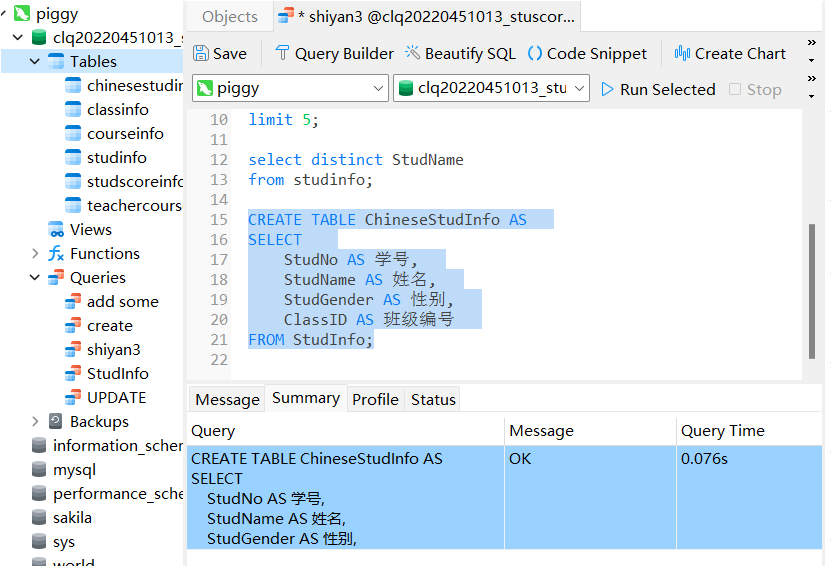 piggy
clq20220451013_s
Tables
chinesestudin
classinfo
courseinfo
studinfo
studscoreinfo
teachercourse
Views
Functions
Queries
add some
create
shiyan3
StudInfo
UPDATE
Backups
information_schem
mysql
performance_sche
sakila
sys
world
Objects
* shiyan3 @clq20220451013_stuscor...
Save
Query Builder
Beautify SQL
() Code Snippet
Create Chart
»
piggy
clq20220451013_stu
Run Selected
Stop
»
10 limit 5;
11
12 select distinct StudName
13 from studinfo;
14
15 CREATE TABLE ChineseStudInfo AS
16 SELECT
17 StudNo AS 学号,
18 StudName AS 姓名,
19 StudGender AS 性别,
20 ClassID AS 班级编号
21 FROM StudInfo;
22
Message Summary Profile Status
Query Message Query Time
CREATE TABLE ChineseStudInfo AS OK 0.076s
SELECT
StudNo AS 学号,
StudName AS 姓名,
StudGender AS 性别,